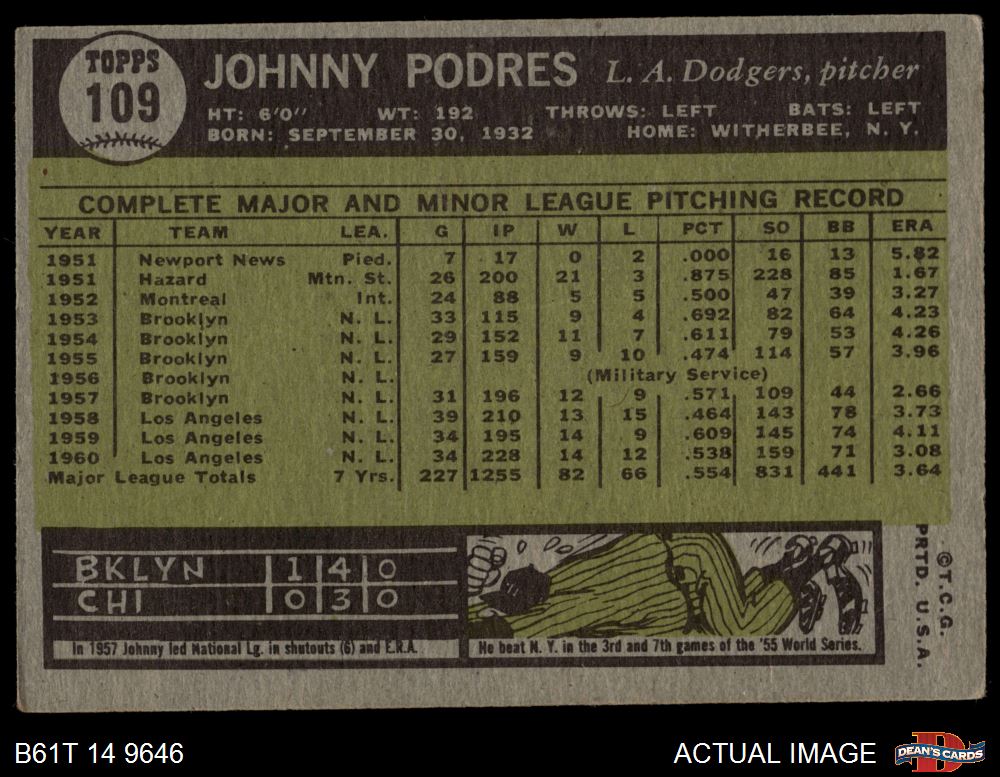 TOPPS
109
JOHNNY PODRES L. A. Dodgers, pitcher
HT: 6'0" WT: 192 THROWS: LEFT BATS: LEFT
BORN: SEPTEMBER 30, 1932 HOME: WITHERBEE, N. Y.
COMPLETE MAJOR AND MINOR LEAGUE PITCHING RECORD
YEAR TEAM LEA. G IP W L PCT SO BB ERA
1951 Newport News Pied. 7 17 0 2 .000 16 13 5.82
1951 Hazard Mtn. St. 26 200 21 3 .875 228 85 1.67
1952 Montreal Int. 24 88 5 5 .500 47 39 3.27
1953 Brooklyn N. L. 33 115 9 4 .692 82 64 4.23
1954 Brooklyn N. L. 29 152 11 7 .611 79 53 4.26
1955 Brooklyn N. L. 27 159 9 10 .474 114 57 3.96
1956 Brooklyn N. L. (Military Service)
1957 Brooklyn N. L. 31 196 12 9 .571 109 44 2.66
1958 Los Angeles N. L. 39 210 13 15 .464 143 78 3.73
1959 Los Angeles N. L. 34 195 14 9 .609 145 74 4.11
1960 Los Angeles N. L. 34 228 14 12 .538 159 71 3.08
Major League Totals 7 Yrs. 227 1255 82 66 .554 831 441 3.64
BKLYN 1 4 0
CHI 0 3 0
In 1957 Johnny led National Lg. in shutouts (6) and E.R.A.
He beat N. Y. in the 3rd and 7th games of the '55 World Series.
©T.C.G.
PRTD. U.S.A.
B61T 14 9646
ACTUAL IMAGE
DEAN'S CARDS